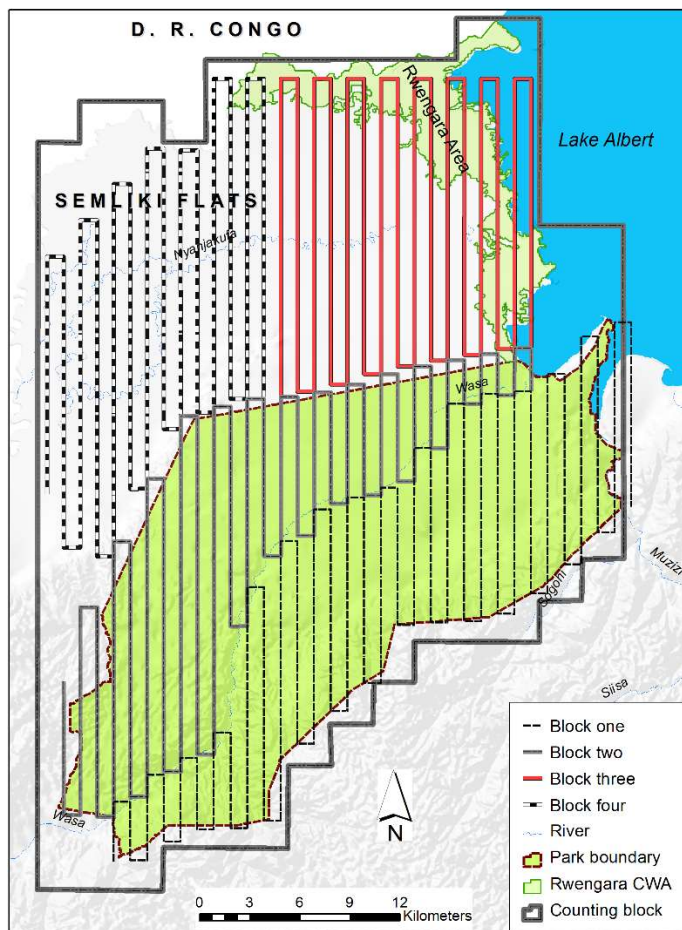 D. R. CONGO
Rwengara Area
Lake Albert
SEMLIKI FLATS
Nyanjakufa
Wasa
Muzizi
Sogohi
Siisa
Wasa
N
0 3 6 9 12
Kilometers
Block one
Block two
Block three
Block four
River
Park boundary
Rwengara CWA
Counting block